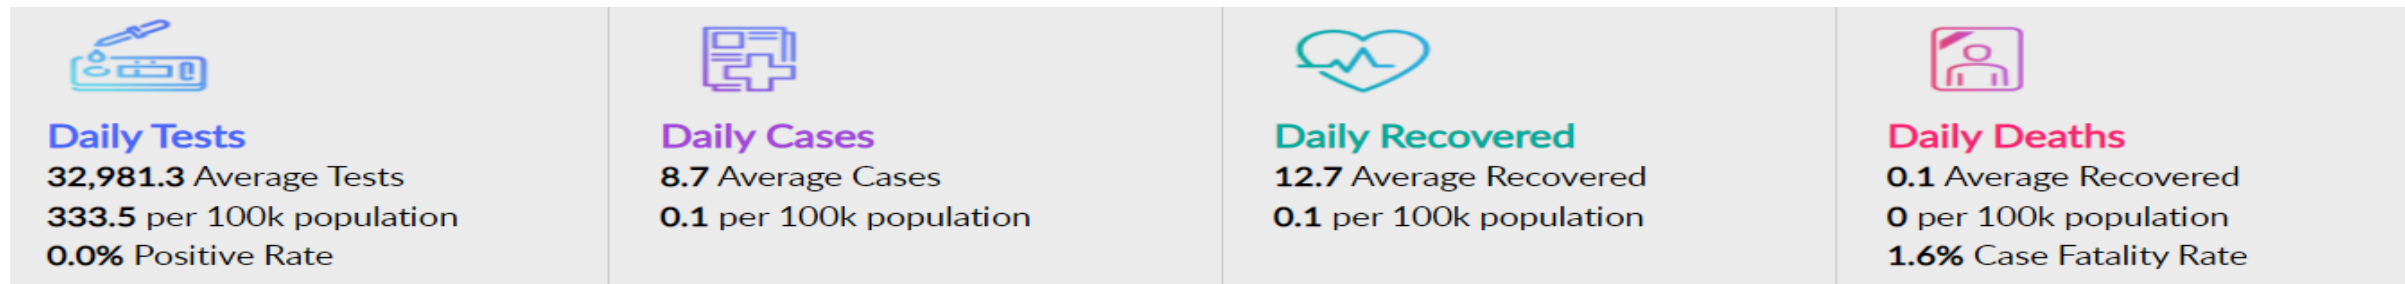 Daily Tests
32,981.3 Average Tests
333.5 per 100k population
0.0% Positive Rate
Daily Cases
8.7 Average Cases
0.1 per 100k population
Daily Recovered
12.7 Average Recovered
0.1 per 100k population
Daily Deaths
0.1 Average Recovered
0 per 100k population
1.6% Case Fatality Rate